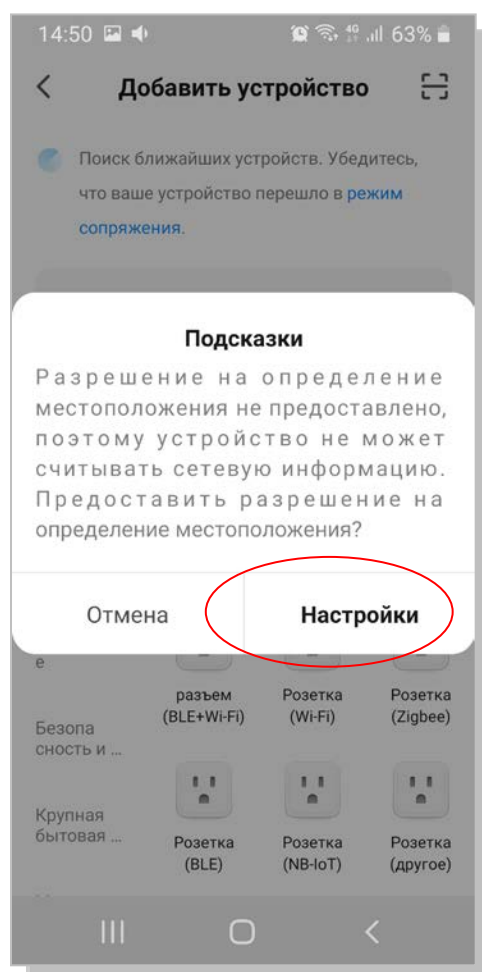 14:50 4G 63%
Добавить устройство
Поиск ближайших устройств. Убедитесь,
что ваше устройство перешло в режим
сопряжения.
Подсказки
Разрешение на определение
местоположения не предоставлено,
поэтому устройство не может
считывать сетевую информацию.
Предоставить разрешение на
определение местоположения?
Отмена Настройки
е
разъем Розетка Розетка
(BLE+Wi-Fi) (Wi-Fi) (Zigbee)
Безопа
сность и ...
Крупная
бытовая ...
Розетка Розетка Розетка
(BLE) (NB-IoT) (другое)